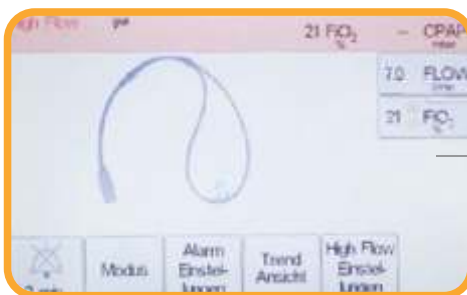 High Flow
21 FiO₂ % -- CPAP mbar
7.0 FLOW l/min
21 FiO₂ %
2 min
Modus
Alarm
Einstel-
lungen
Trend
Ansicht
High Flow
Einstel-
lungen